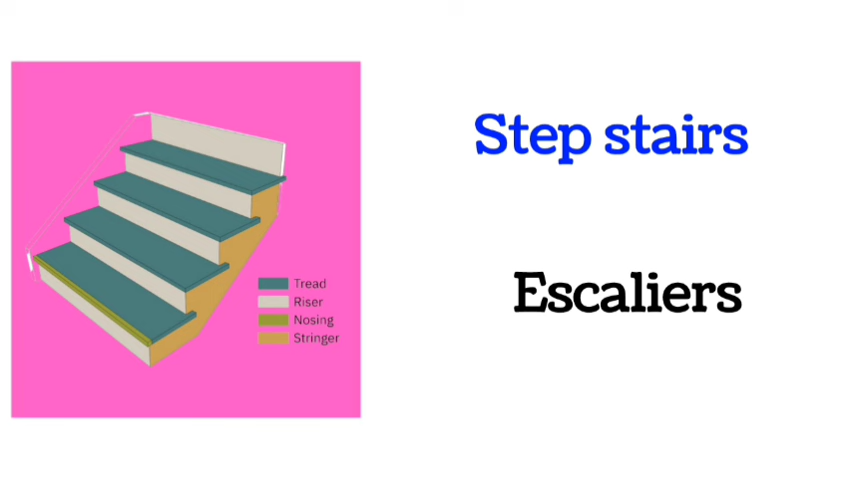 Step stairs
Escaliers
Tread
Riser
Nosing
Stringer